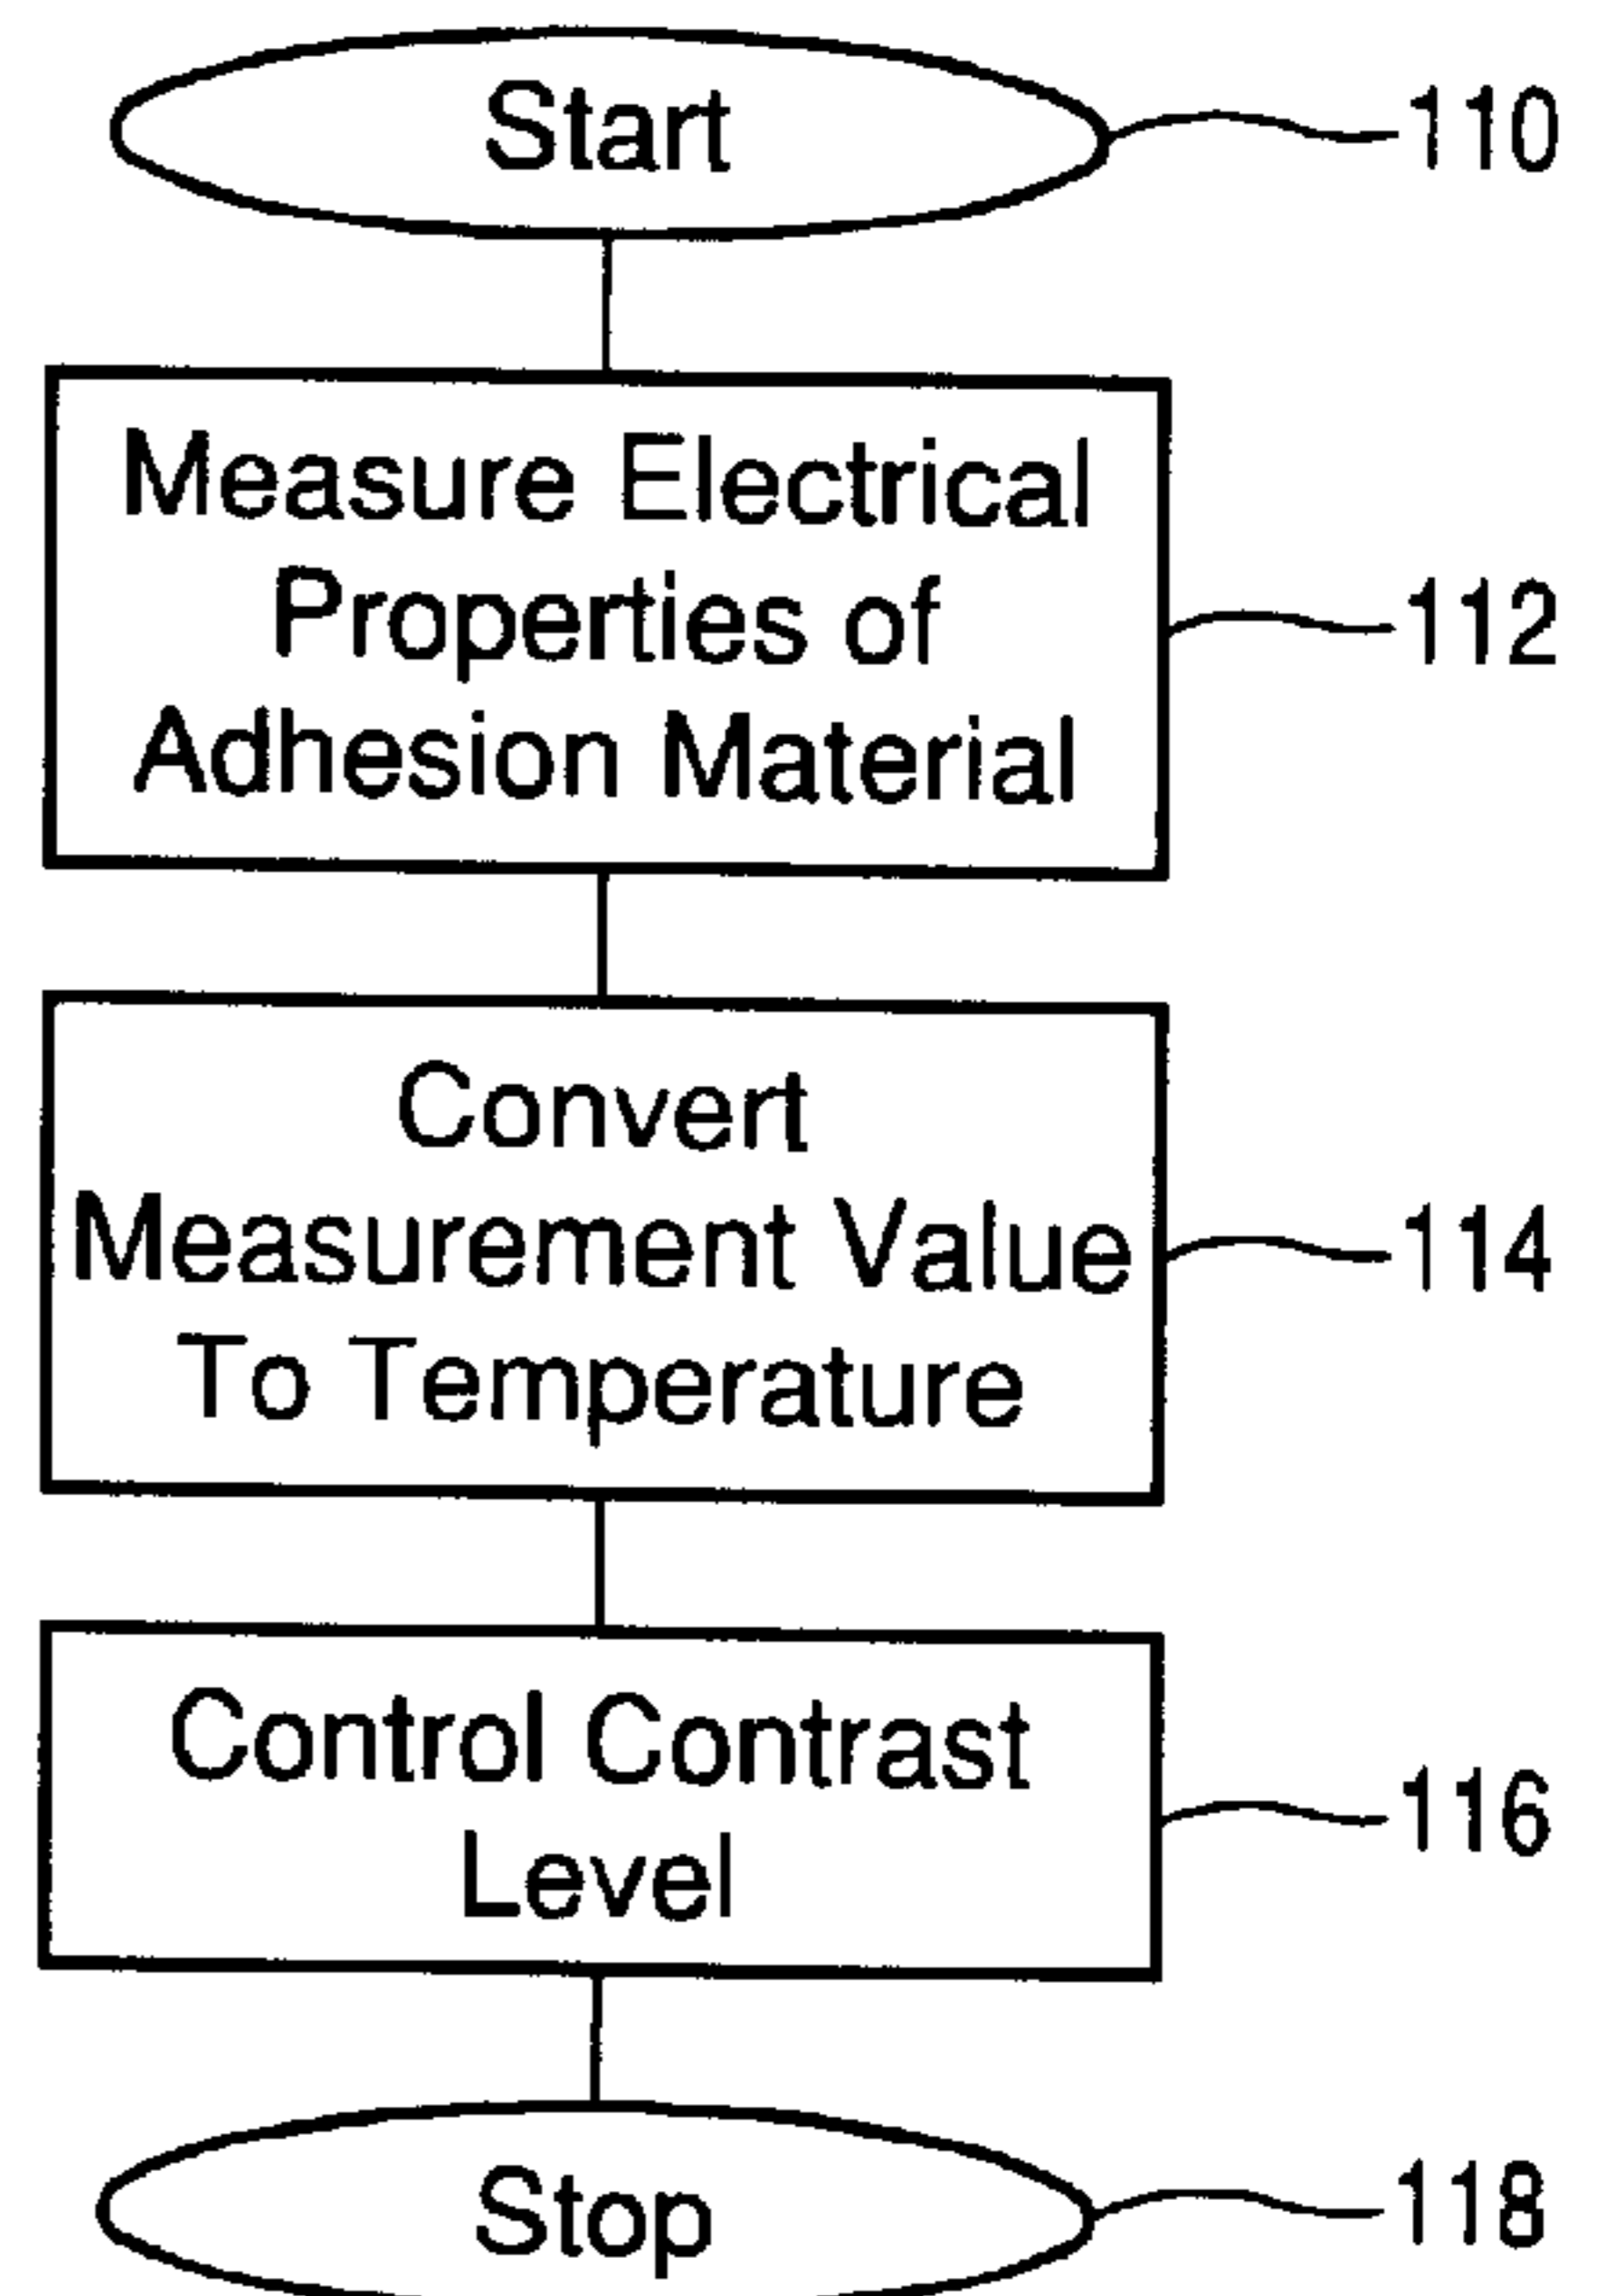 Start
110
Measure Electrical
Properties of
Adhesion Material
112
Convert
Measurement Value
To Temperature
114
Control Contrast
Level
116
Stop
118